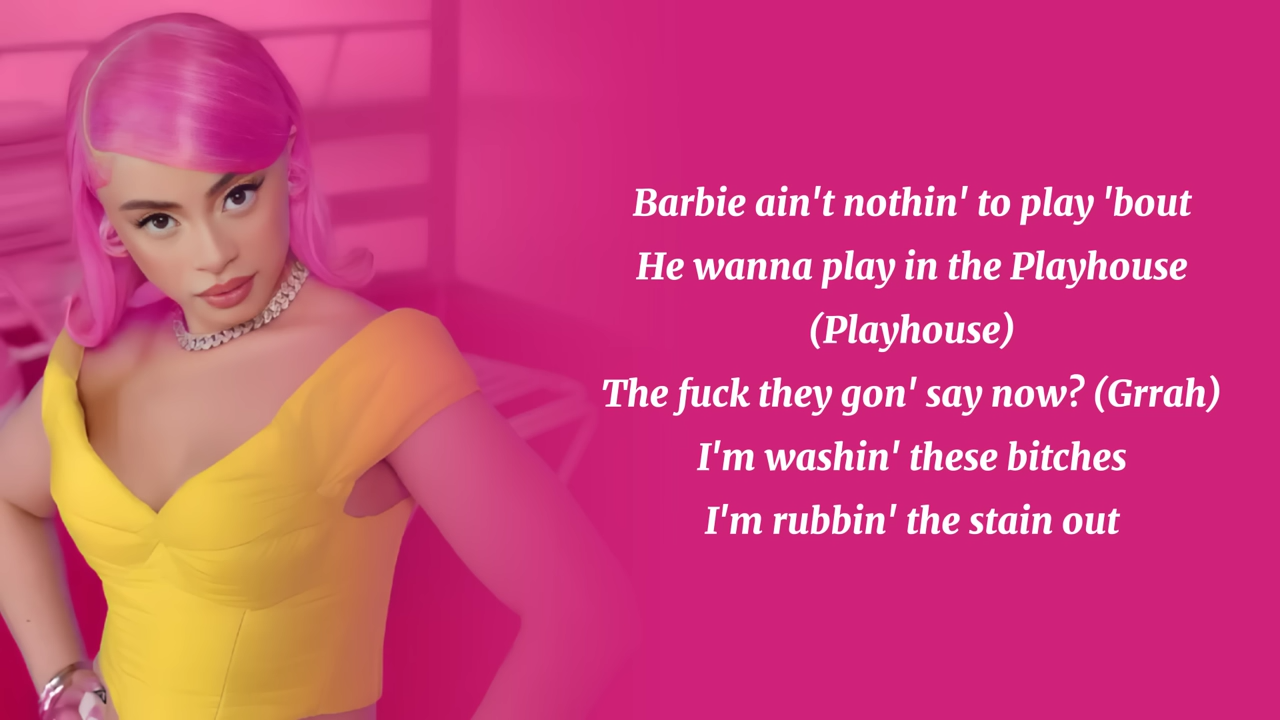 Barbie ain't nothin' to play 'bout
He wanna play in the Playhouse
(Playhouse)
The fuck they gon' say now? (Grrah)
I'm washin' these bitches
I'm rubbin' the stain out